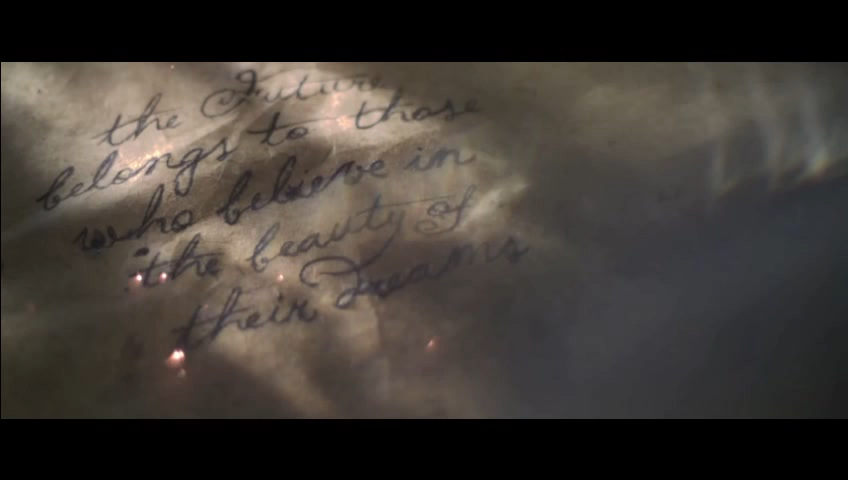 the Future
belongs to those
who believe in
the beauty of
their Dreams